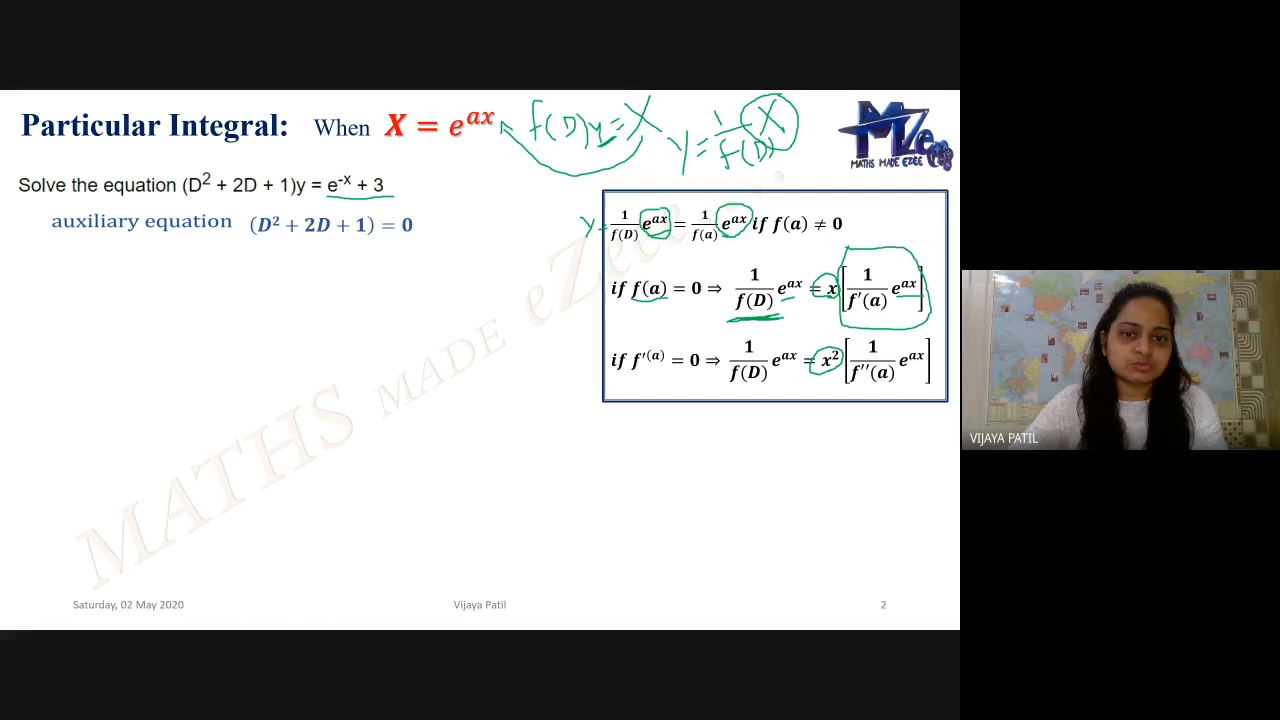 Particular Integral: When X = e^ax
f(D)y = X
y = 1/f(D) X
MZeee
MATHS MADE EZEE
Solve the equation (D² + 2D + 1)y = e^-x + 3
auxiliary equation (D² + 2D + 1) = 0
y = 1/f(D) e^ax = 1/f(a) e^ax if f(a) ≠ 0
if f(a) = 0 ⇒ 1/f(D) e^ax = x [1/f'(a) e^ax]
if f'(a) = 0 ⇒ 1/f(D) e^ax = x² [1/f''(a) e^ax]
MATHS MADE eZeee...
VIJAYA PATIL
Saturday, 02 May 2020
Vijaya Patil
2